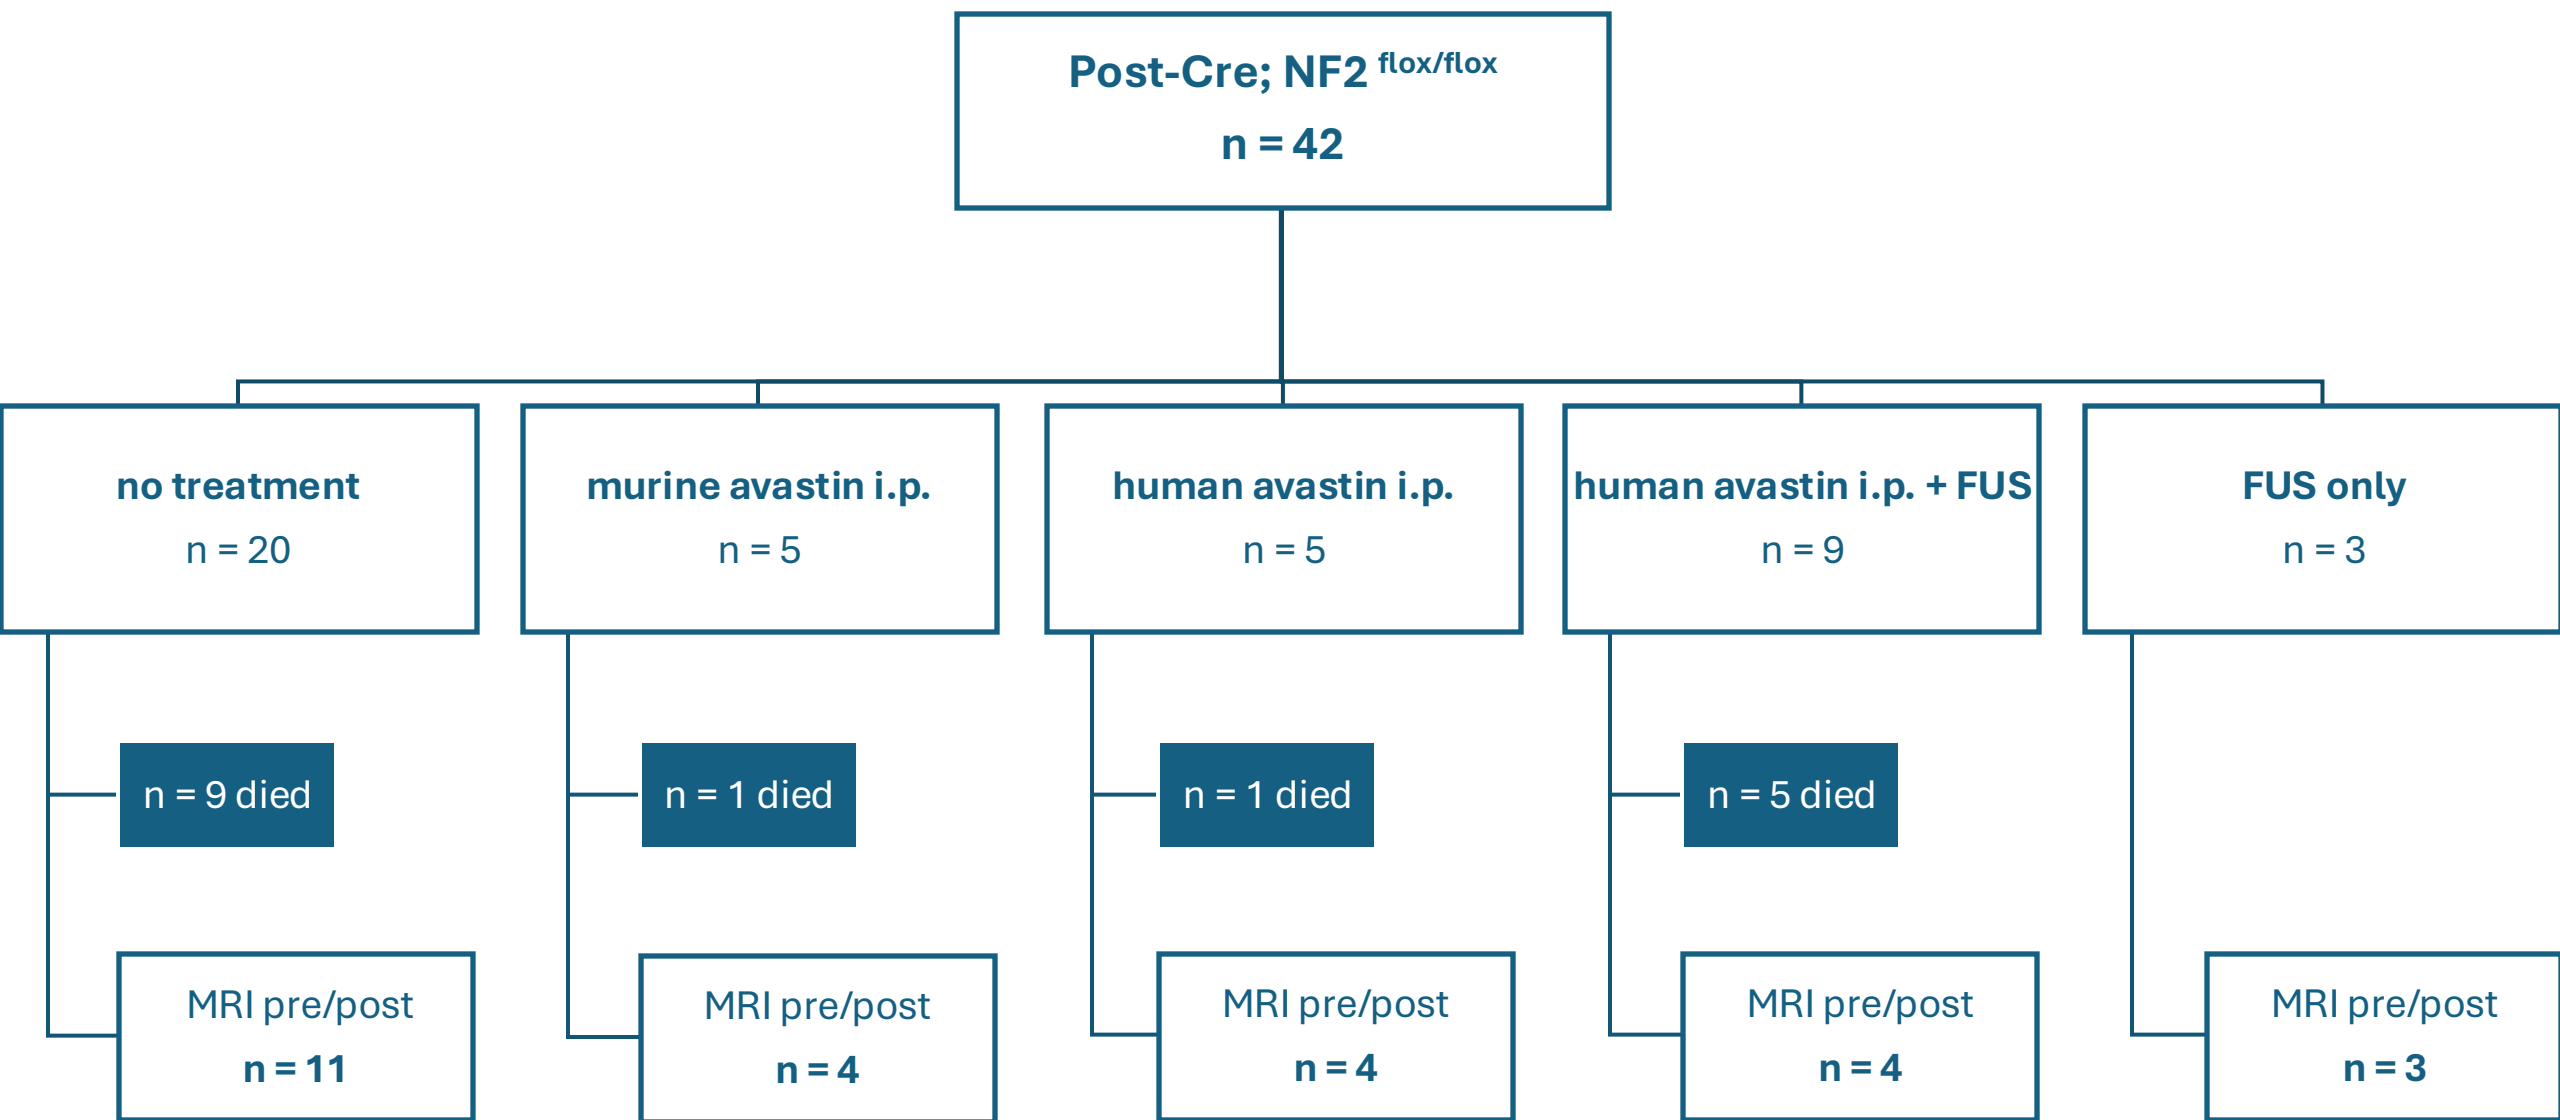 Post-Cre; NF2 flox/flox
n = 42
no treatment
n = 20
murine avastin i.p.
n = 5
human avastin i.p.
n = 5
human avastin i.p. + FUS
n = 9
FUS only
n = 3
n = 9 died
n = 1 died
n = 1 died
n = 5 died
MRI pre/post
n = 11
MRI pre/post
n = 4
MRI pre/post
n = 4
MRI pre/post
n = 4
MRI pre/post
n = 3